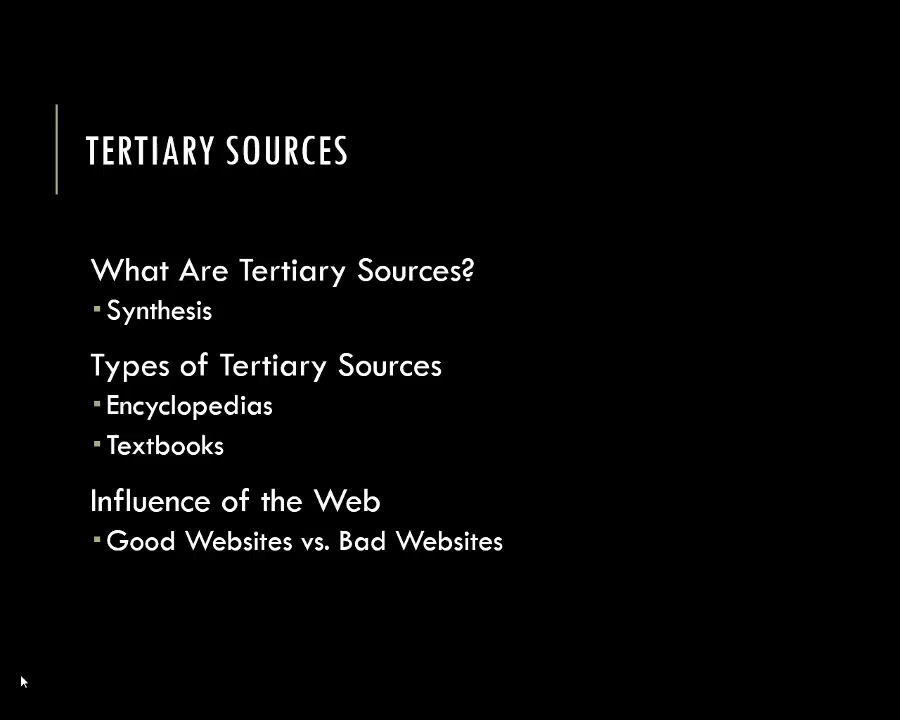 TERTIARY SOURCES
What Are Tertiary Sources?
Synthesis
Types of Tertiary Sources
Encyclopedias
Textbooks
Influence of the Web
Good Websites vs. Bad Websites